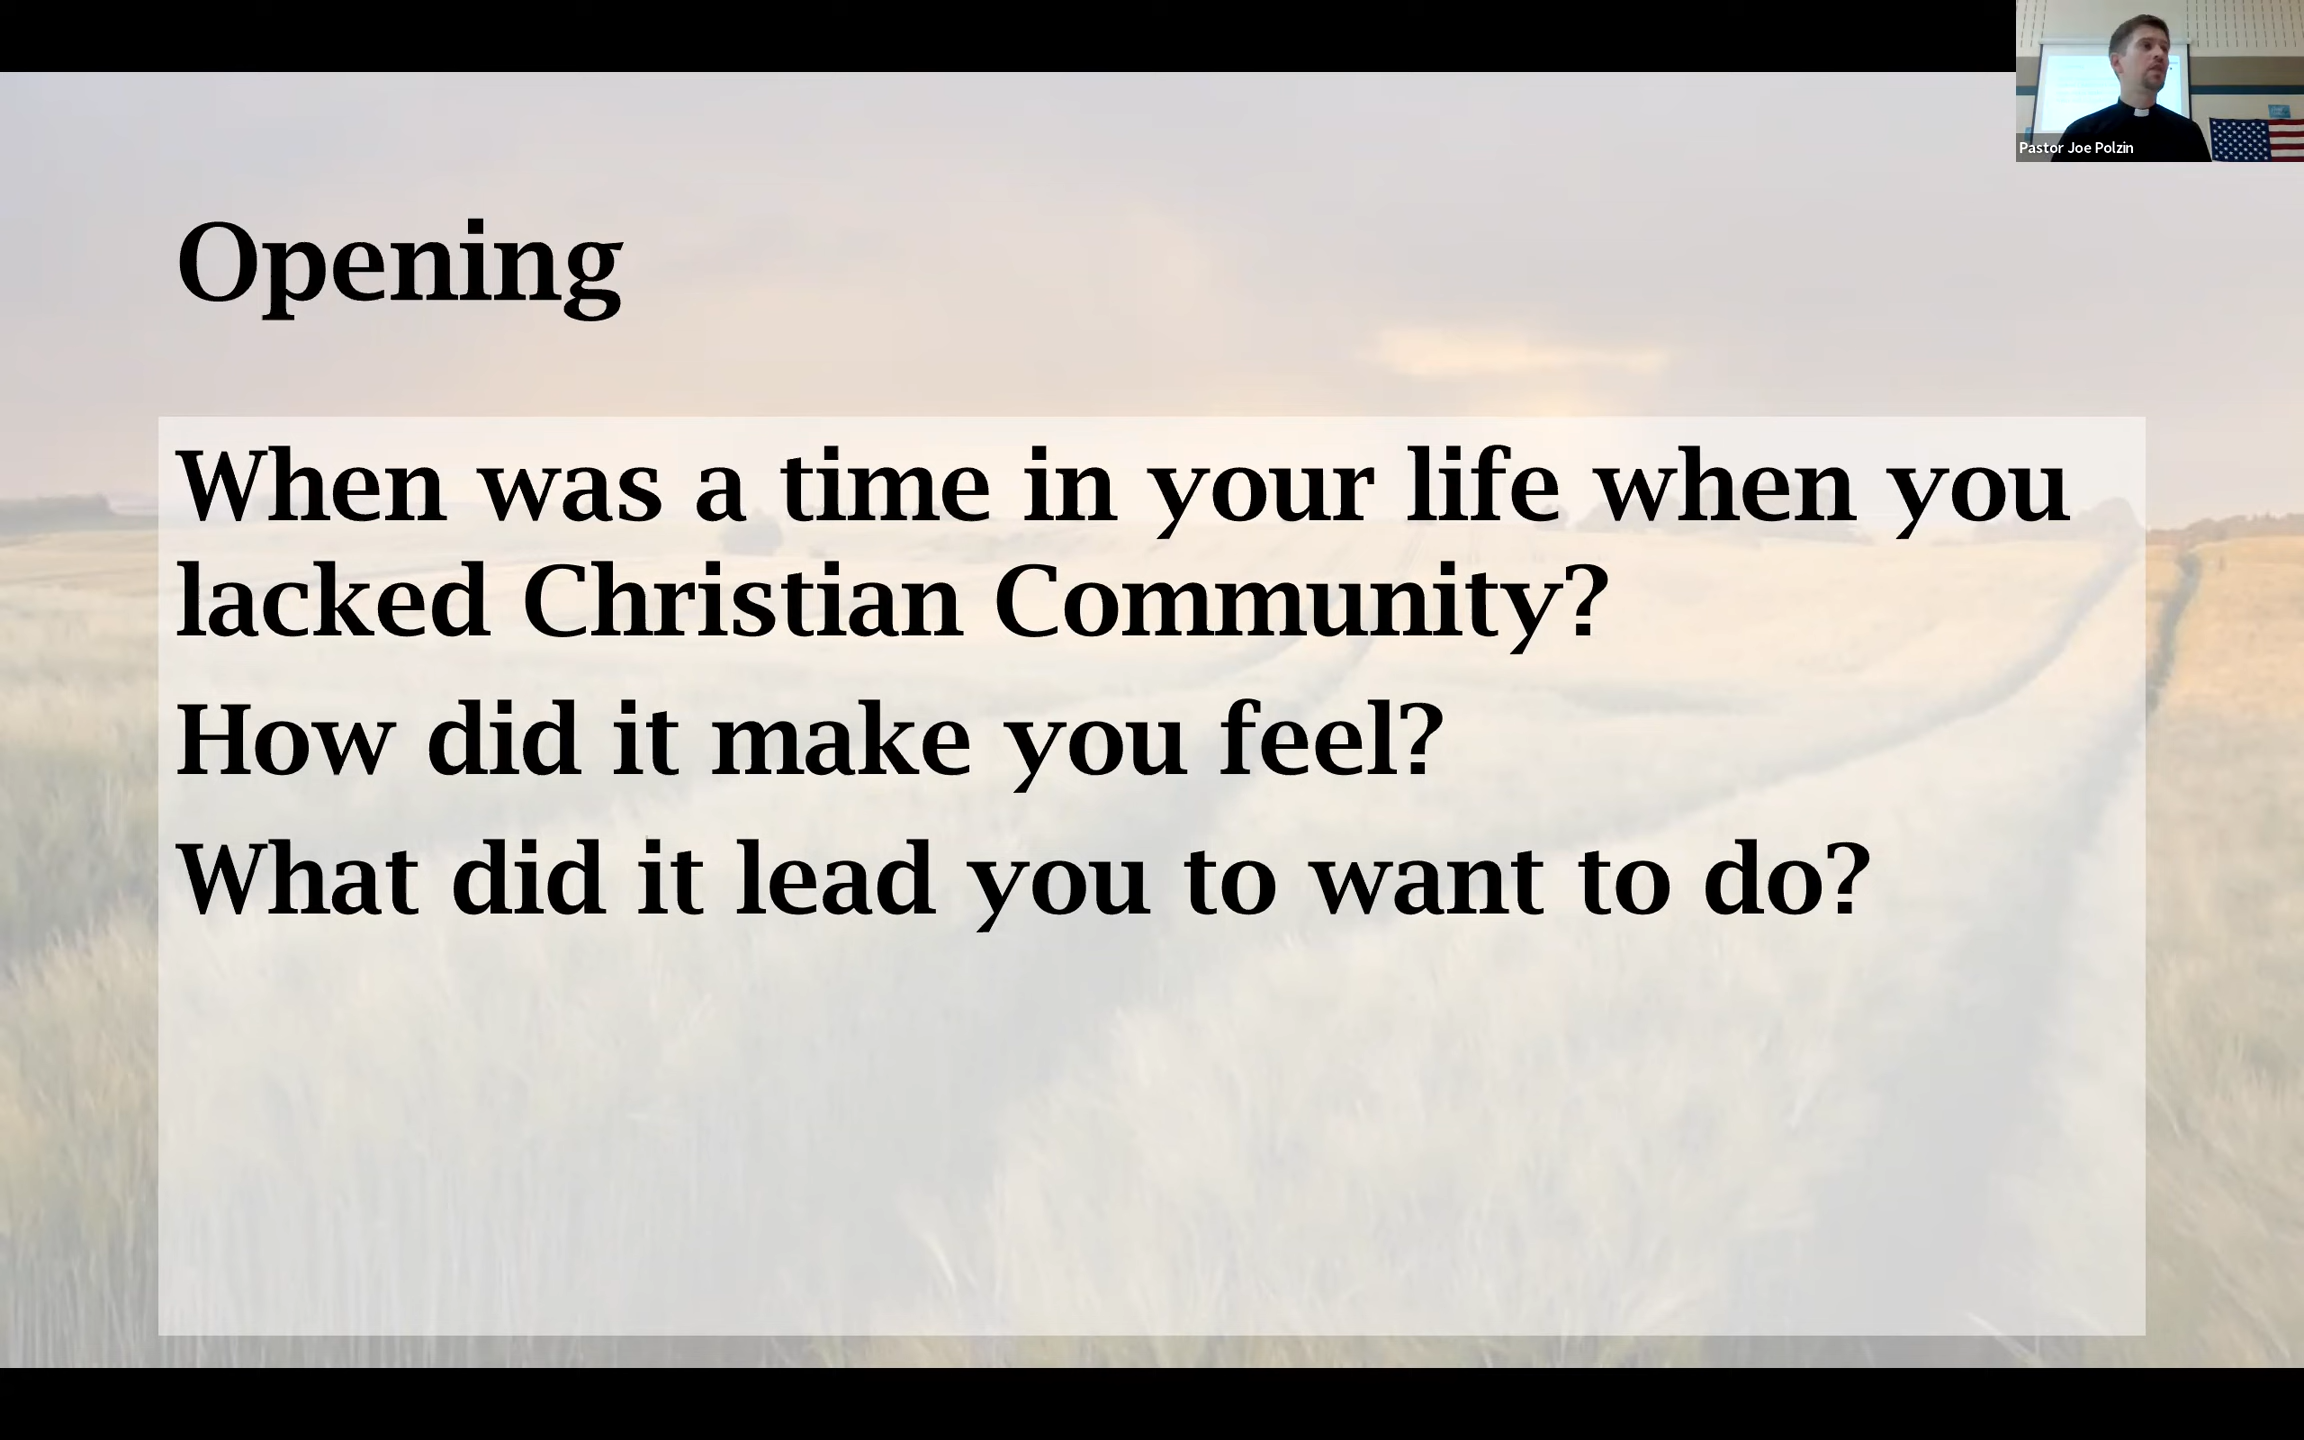 Opening
When was a time in your life when you
lacked Christian Community?
How did it make you feel?
What did it lead you to want to do?
Pastor Joe Polzin